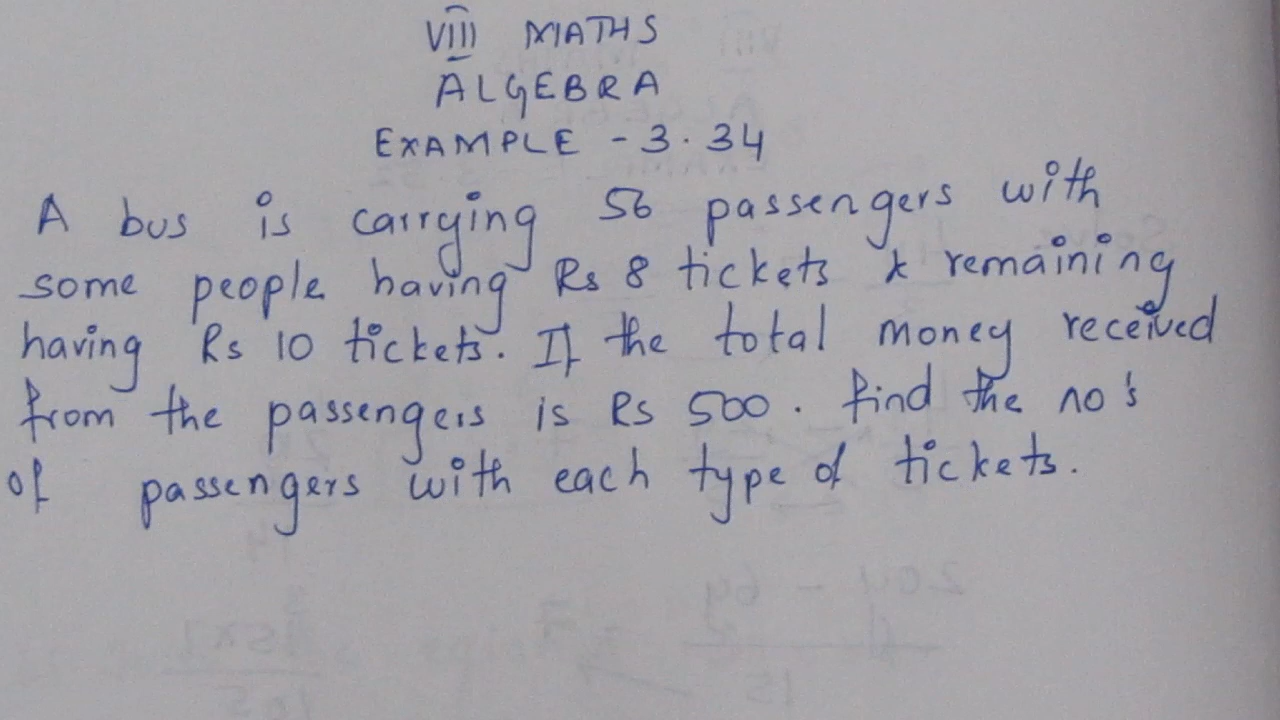 VIII MATHS
ALGEBRA
EXAMPLE - 3.34
A bus is carrying 56 passengers with
some people having Rs 8 tickets & remaining
having Rs 10 tickets. If the total money received
from the passengers is Rs 500. find the no's
of passengers with each type of tickets.